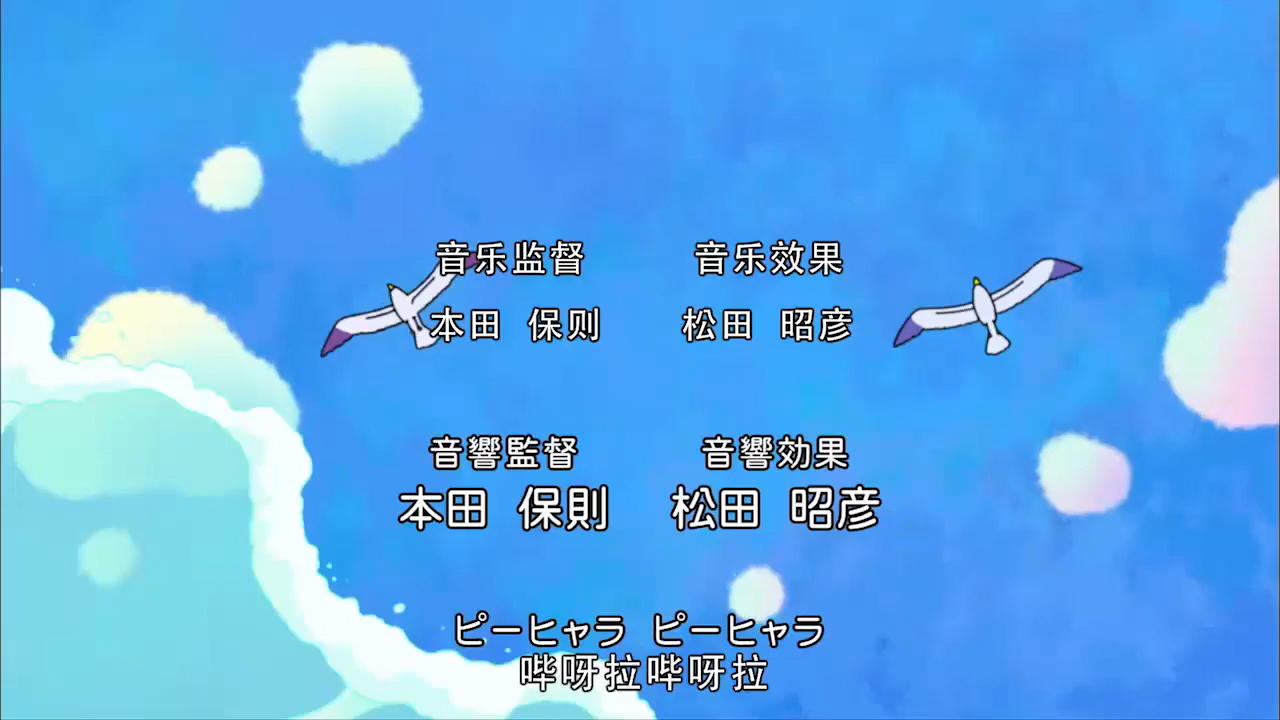 音乐监督 音乐效果
本田 保则 松田 昭彦
音響監督 音響効果
本田 保則 松田 昭彦
ピーヒャラ ピーヒャラ
哔呀拉哔呀拉